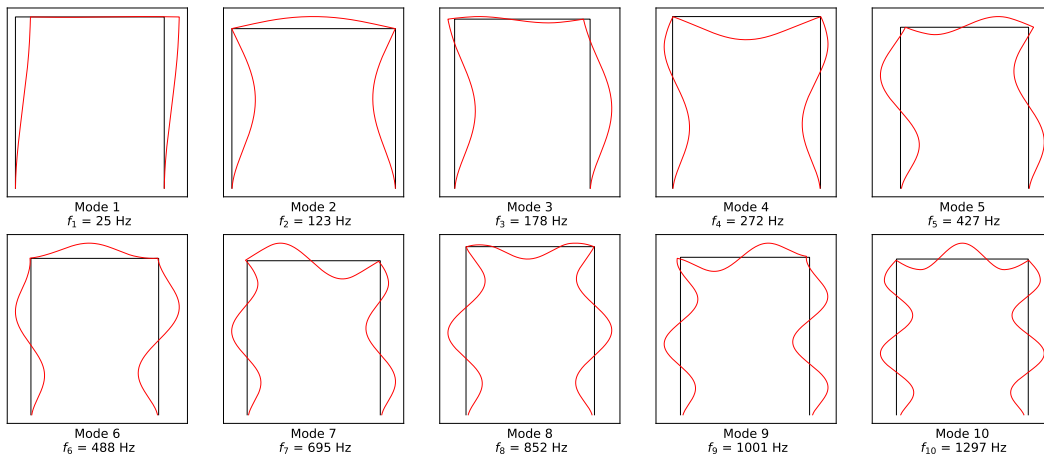 Mode 1
f₁ = 25 Hz
Mode 2
f₂ = 123 Hz
Mode 3
f₃ = 178 Hz
Mode 4
f₄ = 272 Hz
Mode 5
f₅ = 427 Hz
Mode 6
f₆ = 488 Hz
Mode 7
f₇ = 695 Hz
Mode 8
f₈ = 852 Hz
Mode 9
f₉ = 1001 Hz
Mode 10
f₁₀ = 1297 Hz